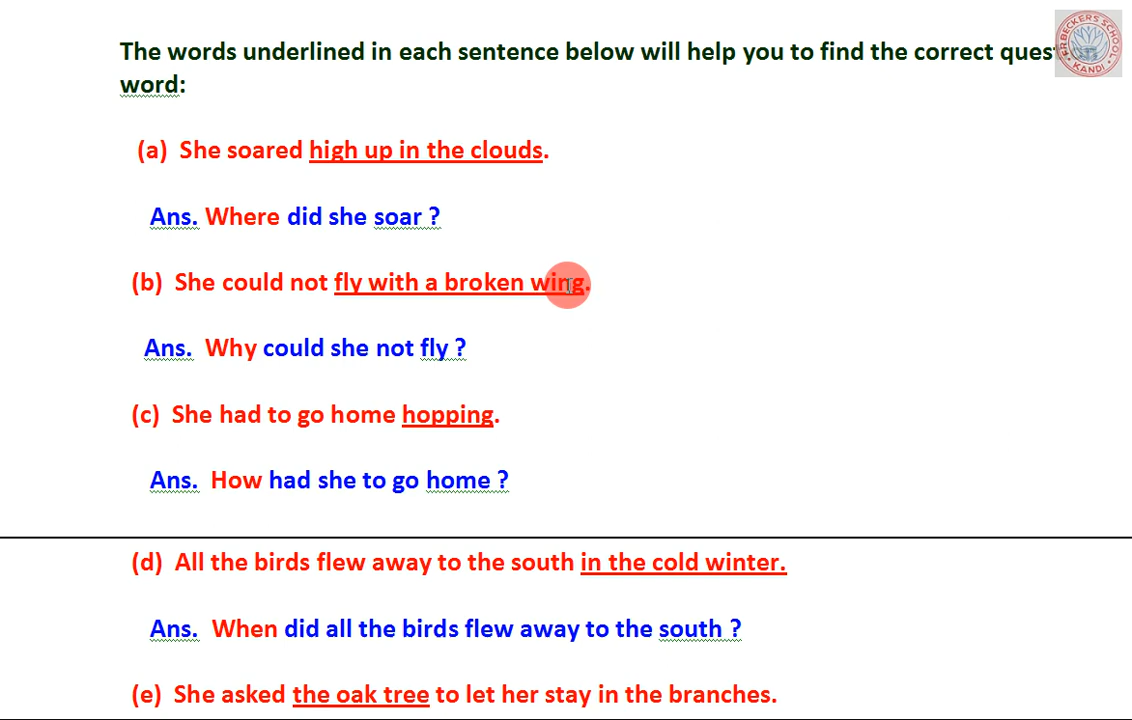 The words underlined in each sentence below will help you to find the correct ques
word:
(a) She soared high up in the clouds.
Ans. Where did she soar ?
(b) She could not fly with a broken wing.
Ans. Why could she not fly ?
(c) She had to go home hopping.
Ans. How had she to go home ?
(d) All the birds flew away to the south in the cold winter.
Ans. When did all the birds flew away to the south ?
(e) She asked the oak tree to let her stay in the branches.